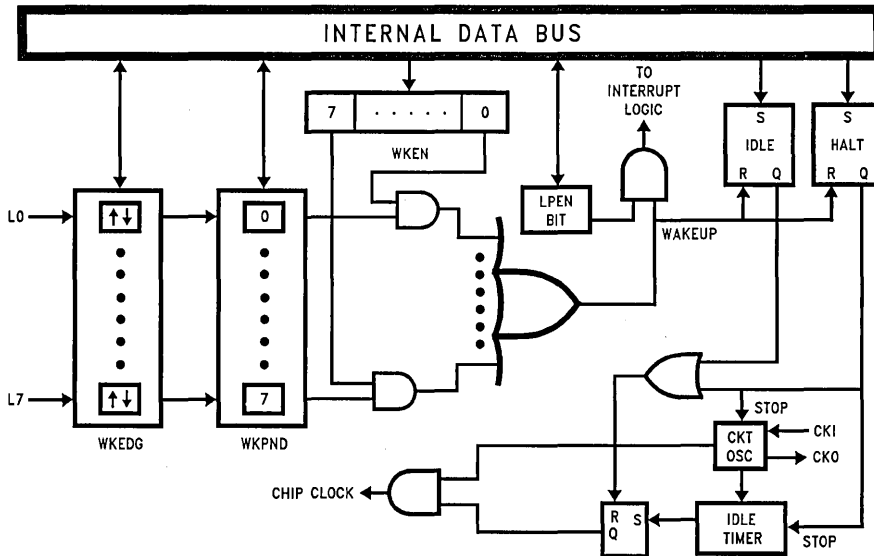 INTERNAL DATA BUS
TO
INTERRUPT
LOGIC
7 · · · · · 0
WKEN
S
IDLE
R Q
S
HALT
R Q
LPEN
BIT
WAKEUP
L0
↑↓
0
L7
↑↓
7
WKEDG
WKPND
STOP
CKT
OSC
CKI
CKO
CHIP CLOCK
R S
Q
IDLE
TIMER
STOP